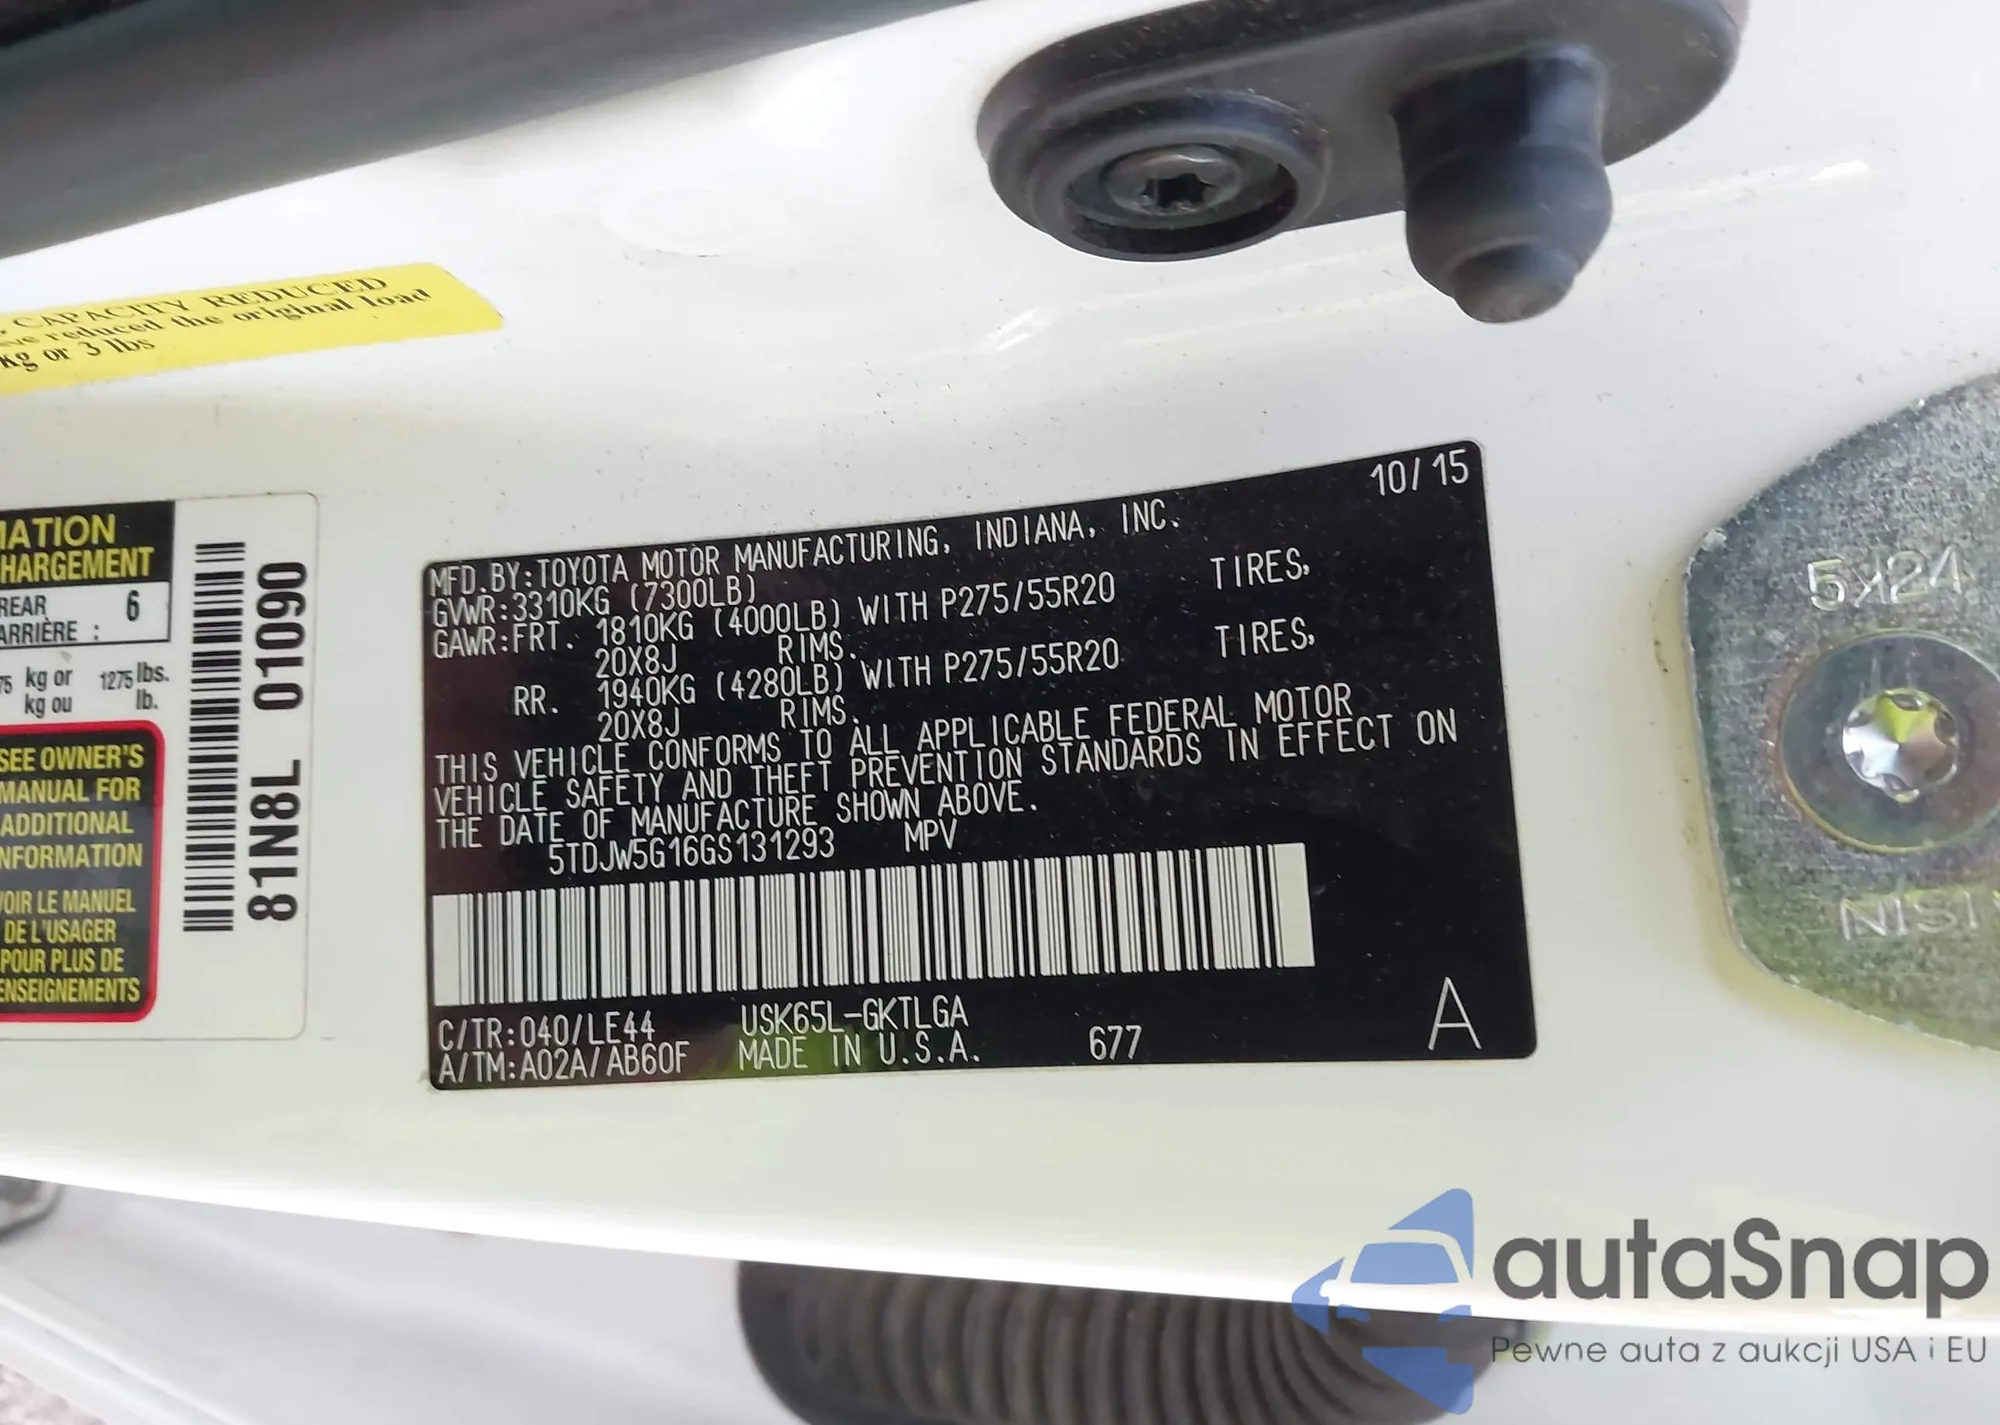 CAPACITY REDUCED
reduced the original load
kg or 3 lbs
MATION
HARGEMENT
REAR 6
ARRIÈRE :
75 kg or 1275 lbs.
kg ou lb.
SEE OWNER'S
MANUAL FOR
ADDITIONAL
NFORMATION
VOIR LE MANUEL
DE L'USAGER
POUR PLUS DE
ENSEIGNEMENTS
81N8L 01090
10/15
MFD.BY:TOYOTA MOTOR MANUFACTURING, INDIANA, INC.
GVWR:3310KG (7300LB)
GAWR:FRT. 1810KG (4000LB) WITH P275/55R20 TIRES,
20X8J RIMS.
RR. 1940KG (4280LB) WITH P275/55R20 TIRES,
20X8J RIMS.
THIS VEHICLE CONFORMS TO ALL APPLICABLE FEDERAL MOTOR
VEHICLE SAFETY AND THEFT PREVENTION STANDARDS IN EFFECT ON
THE DATE OF MANUFACTURE SHOWN ABOVE.
5TDJW5G16GS131293 MPV
C/TR:040/LE44 USK65L-GKTLGA
A/TM:A02A/AB60F MADE IN U.S.A. 677 A
NISI
autaSnap
Pewne auta z aukcji USA i EU